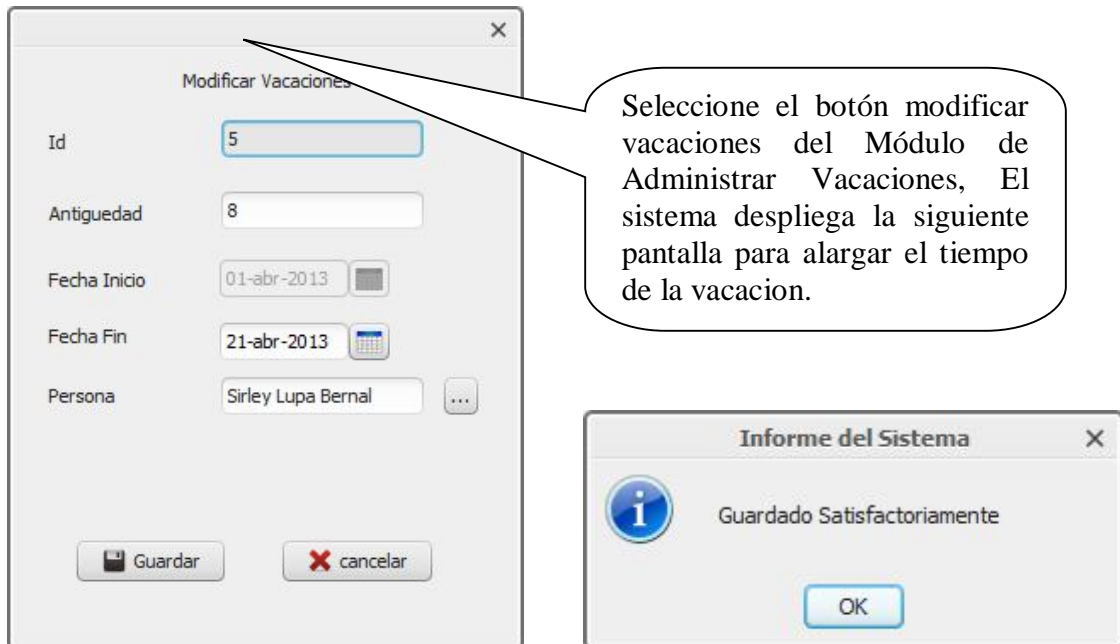 Modificar Vacaciones
Id
5
Antiguedad
8
Fecha Inicio
01-abr-2013
Fecha Fin
21-abr-2013
Persona
Sirley Lupa Bernal
...
Guardar
cancelar
Seleccione el botón modificar
vacaciones del Módulo de
Administrar Vacaciones, El
sistema despliega la siguiente
pantalla para alargar el tiempo
de la vacacion.
Informe del Sistema
Guardado Satisfactoriamente
OK